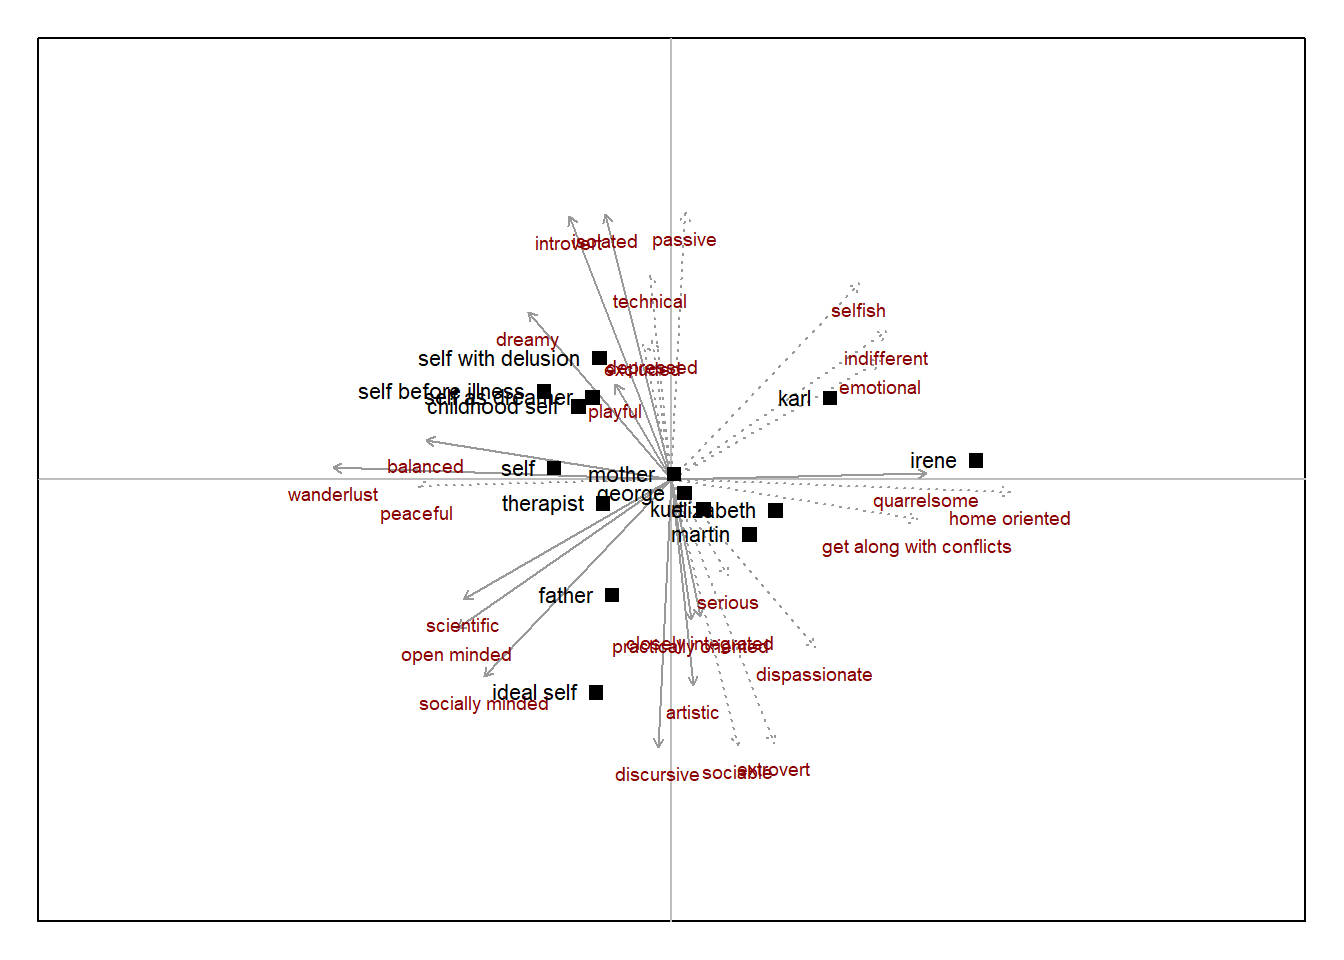 introvert
isolated
passive
technical
selfish
dreamy
indifferent
self with delusion
depressed
excluded
emotional
self before illness
self as dreamer
karl
childhood self
playful
irene
balanced
self
mother
wanderlust
george
quarrelsome
therapist
kurt
elizabeth
peaceful
home oriented
martin
get along with conflicts
father
serious
scientific
closely integrated
practically oriented
open minded
dispassionate
ideal self
socially minded
artistic
discursive
sociable
extrovert